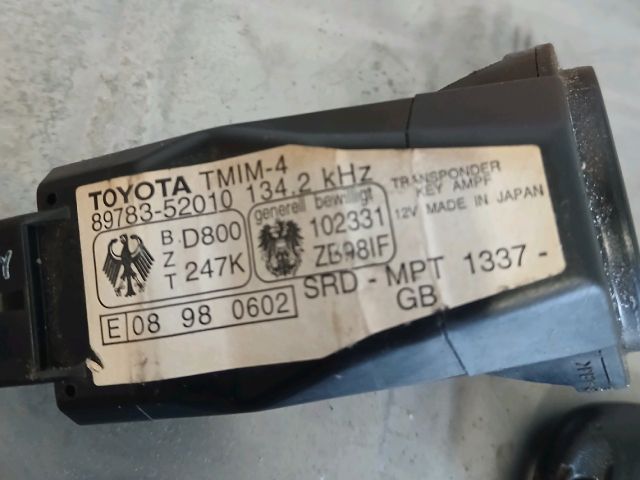 TOYOTA TMIM-4
89783-52010 134.2 kHz
TRANSPONDER
KEY AMPF
12V MADE IN JAPAN
B D800
Z
T 247K
generell bewilligt
102331
ZB98IF
E 08 98 0602
SRD - MPT 1337 -
GB